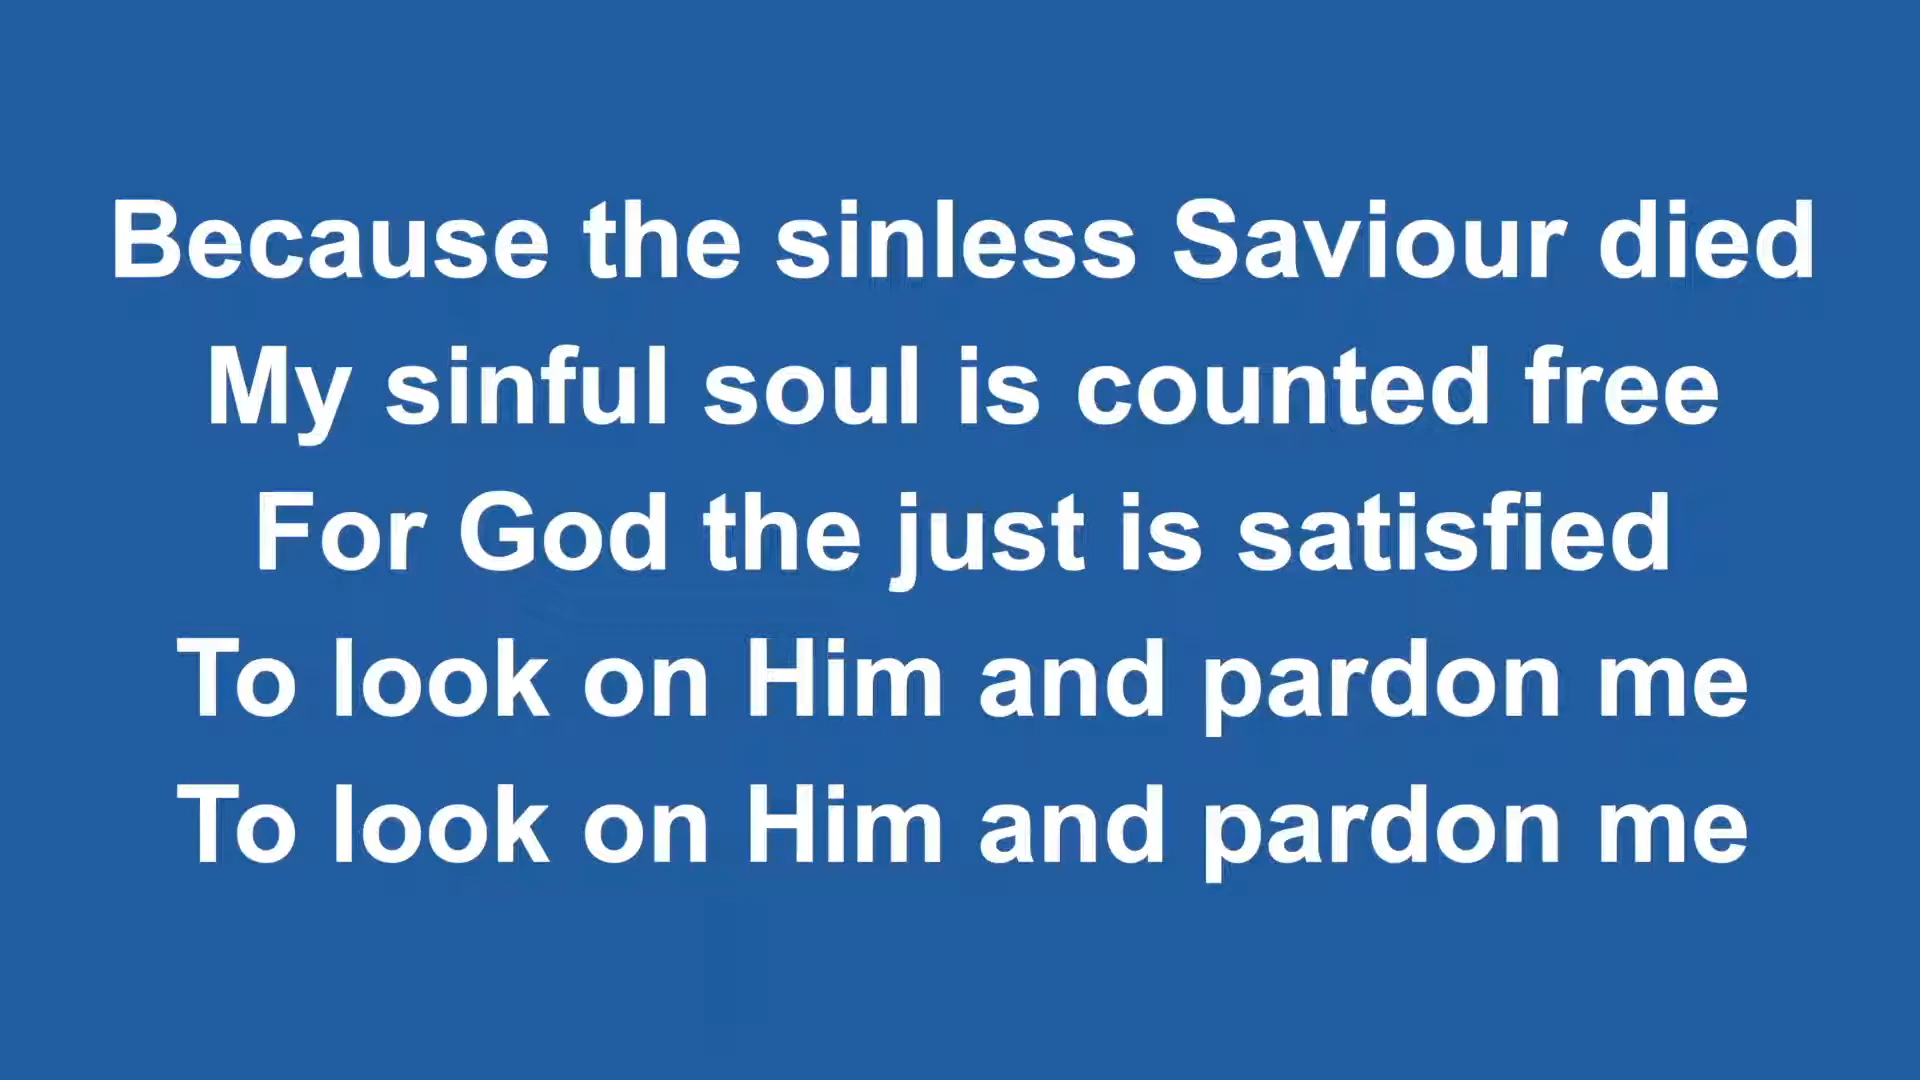 Because the sinless Saviour died
My sinful soul is counted free
For God the just is satisfied
To look on Him and pardon me
To look on Him and pardon me